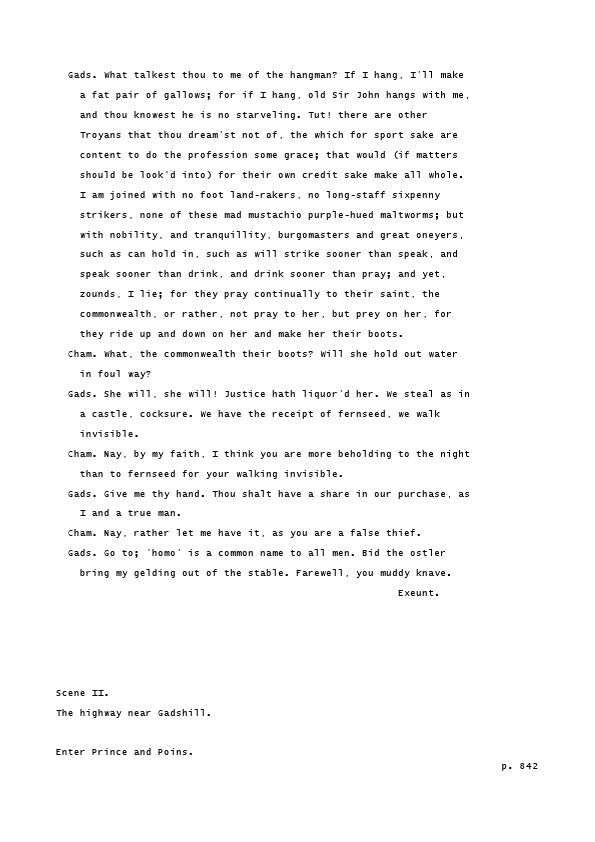 Gads. What talkest thou to me of the hangman? If I hang, I'll make
a fat pair of gallows; for if I hang, old Sir John hangs with me,
and thou knowest he is no starveling. Tut! there are other
Troyans that thou dream'st not of, the which for sport sake are
content to do the profession some grace; that would (if matters
should be look'd into) for their own credit sake make all whole.
I am joined with no foot land-rakers, no long-staff sixpenny
strikers, none of these mad mustachio purple-hued maltworms; but
with nobility, and tranquillity, burgomasters and great oneyers,
such as can hold in, such as will strike sooner than speak, and
speak sooner than drink, and drink sooner than pray; and yet,
zounds, I lie; for they pray continually to their saint, the
commonwealth, or rather, not pray to her, but prey on her, for
they ride up and down on her and make her their boots.
Cham. What, the commonwealth their boots? Will she hold out water
in foul way?
Gads. She will, she will! Justice hath liquor'd her. We steal as in
a castle, cocksure. We have the receipt of fernseed, we walk
invisible.
Cham. Nay, by my faith, I think you are more beholding to the night
than to fernseed for your walking invisible.
Gads. Give me thy hand. Thou shalt have a share in our purchase, as
I and a true man.
Cham. Nay, rather let me have it, as you are a false thief.
Gads. Go to; 'homo' is a common name to all men. Bid the ostler
bring my gelding out of the stable. Farewell, you muddy knave.
Exeunt.
Scene II.
The highway near Gadshill.
Enter Prince and Poins.
p. 842